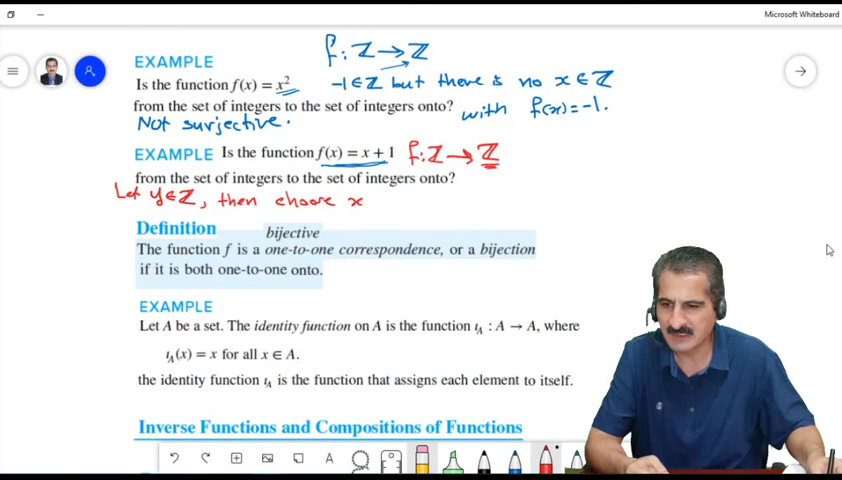 Microsoft Whiteboard
EXAMPLE
f : ℤ → ℤ
Is the function f(x) = x²
-1 ∈ ℤ but there is no x ∈ ℤ
from the set of integers to the set of integers onto?
with f(x) = -1.
Not surjective.
EXAMPLE Is the function f(x) = x + 1 f : ℤ → ℤ
from the set of integers to the set of integers onto?
Let y ∈ ℤ, then choose x
Definition
bijective
The function f is a one-to-one correspondence, or a bijection
if it is both one-to-one onto.
EXAMPLE
Let A be a set. The identity function on A is the function ιA : A → A, where
ιA(x) = x for all x ∈ A.
the identity function ιA is the function that assigns each element to itself.
Inverse Functions and Compositions of Functions